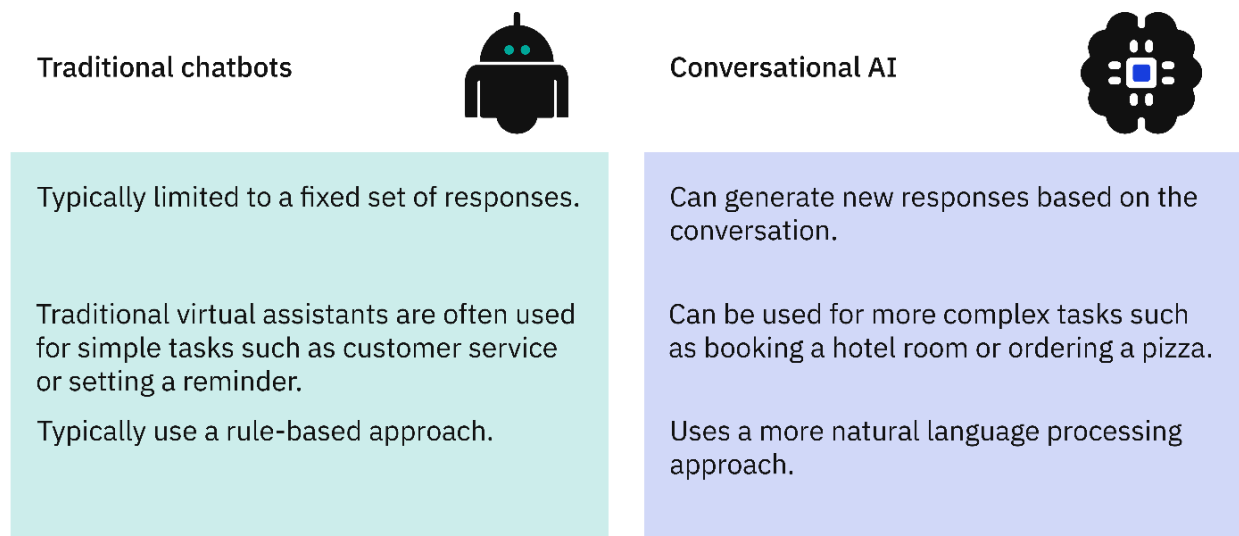 Traditional chatbots
Typically limited to a fixed set of responses.
Traditional virtual assistants are often used
for simple tasks such as customer service
or setting a reminder.
Typically use a rule-based approach.
Conversational AI
Can generate new responses based on the
conversation.
Can be used for more complex tasks such
as booking a hotel room or ordering a pizza.
Uses a more natural language processing
approach.